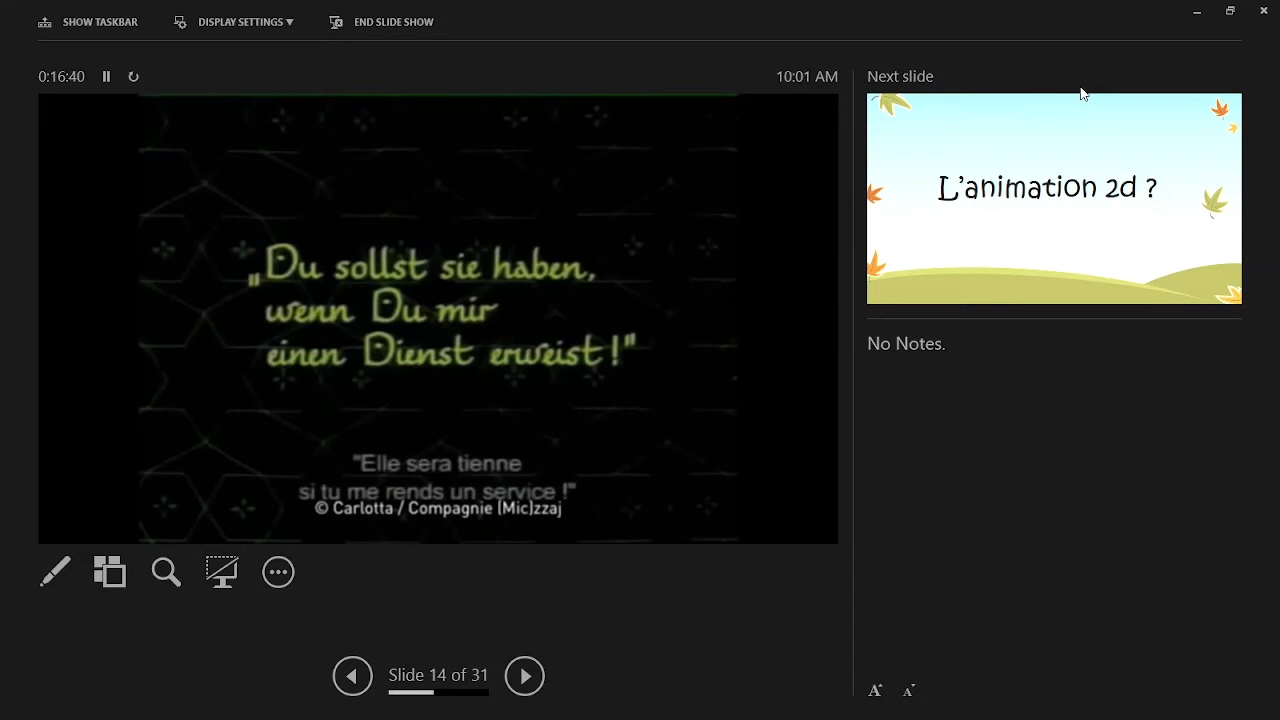 SHOW TASKBAR
DISPLAY SETTINGS ▾
END SLIDE SHOW
0:16:40
10:01 AM
Next slide
„Du sollst sie haben,
wenn Du mir
einen Dienst erweist!"
"Elle sera tienne
si tu me rends un service !"
© Carlotta / Compagnie (Mic)zzaj
L'animation 2d ?
No Notes.
Slide 14 of 31
A A